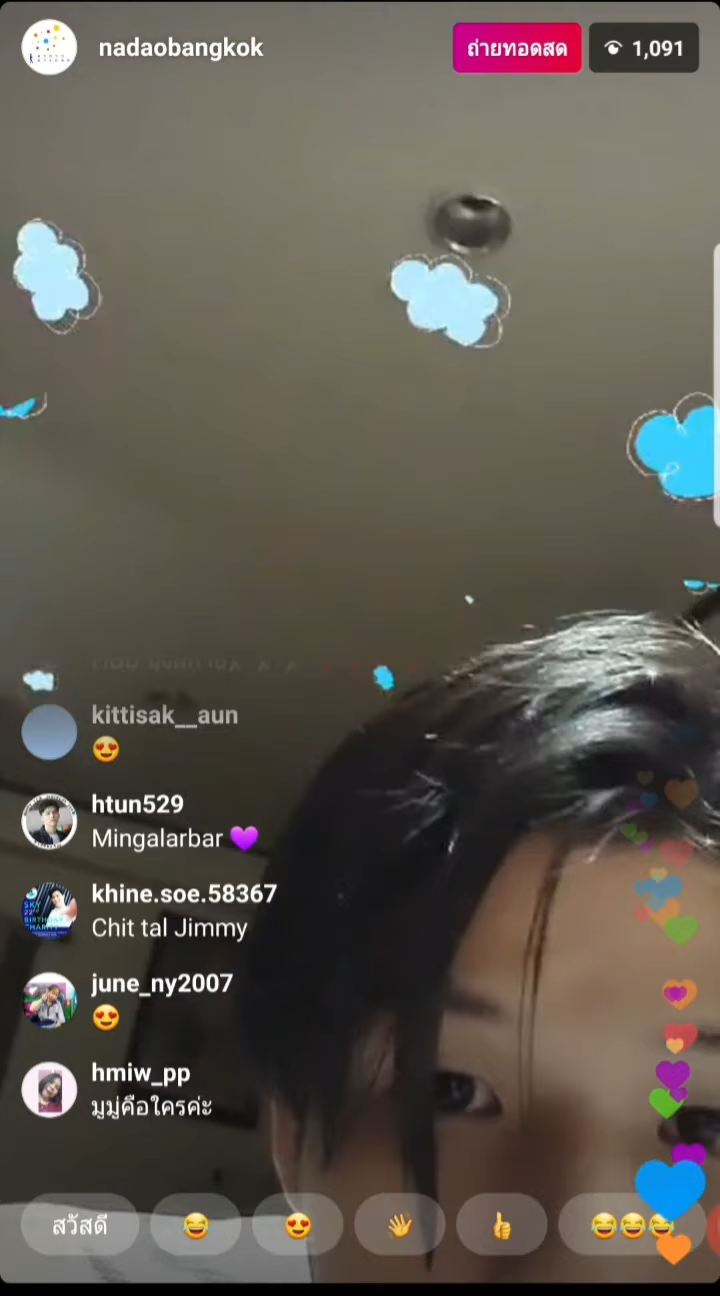 nadaobangkok
ถ่ายทอดสด
1,091
kittisak__aun
😍
htun529
Mingalarbar 💜
khine.soe.58367
Chit tal Jimmy
june_ny2007
😍
hmiw_pp
มูมู่คือใครค่ะ
สวัสดี 😂 😍 👋 👍 😂😂😂